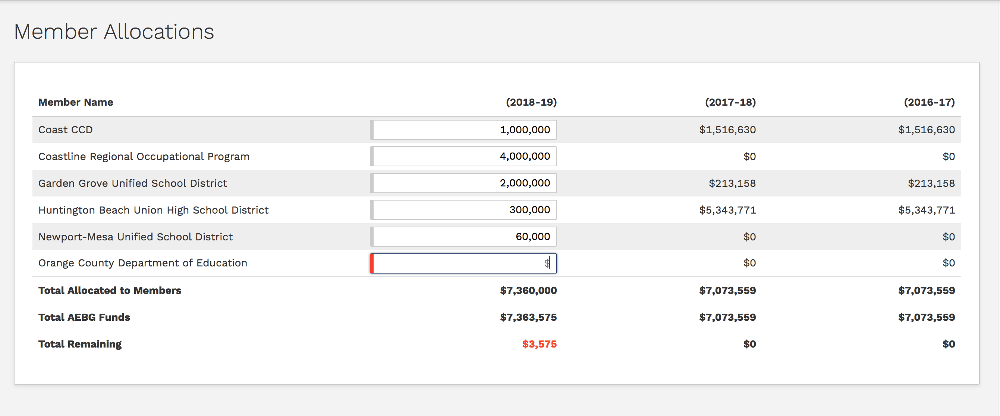 Member Allocations
Member Name (2018-19) (2017-18) (2016-17)
Coast CCD 1,000,000 $1,516,630 $1,516,630
Coastline Regional Occupational Program 4,000,000 $0 $0
Garden Grove Unified School District 2,000,000 $213,158 $213,158
Huntington Beach Union High School District 300,000 $5,343,771 $5,343,771
Newport-Mesa Unified School District 60,000 $0 $0
Orange County Department of Education $ $0 $0
Total Allocated to Members $7,360,000 $7,073,559 $7,073,559
Total AEBG Funds $7,363,575 $7,073,559 $7,073,559
Total Remaining $3,575 $0 $0